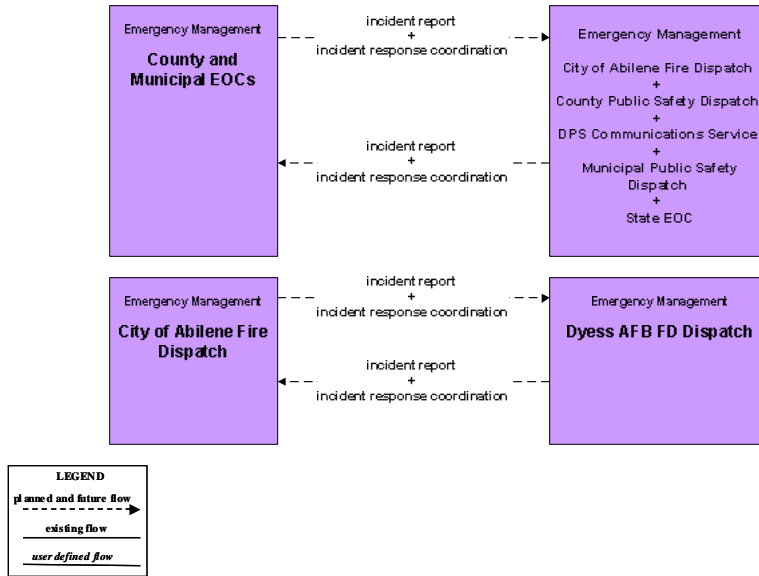 Emergency Management
County and
Municipal EOCs
incident report
+
incident response coordination
incident report
+
incident response coordination
Emergency Management
City of Abilene Fire Dispatch
+
County Public Safety Dispatch
+
DPS Communications Service
+
Municipal Public Safety
Dispatch
+
State EOC
Emergency Management
City of Abilene Fire
Dispatch
incident report
+
incident response coordination
incident report
+
incident response coordination
Emergency Management
Dyess AFB FD Dispatch
LEGEND
planned and future flow
existing flow
user defined flow